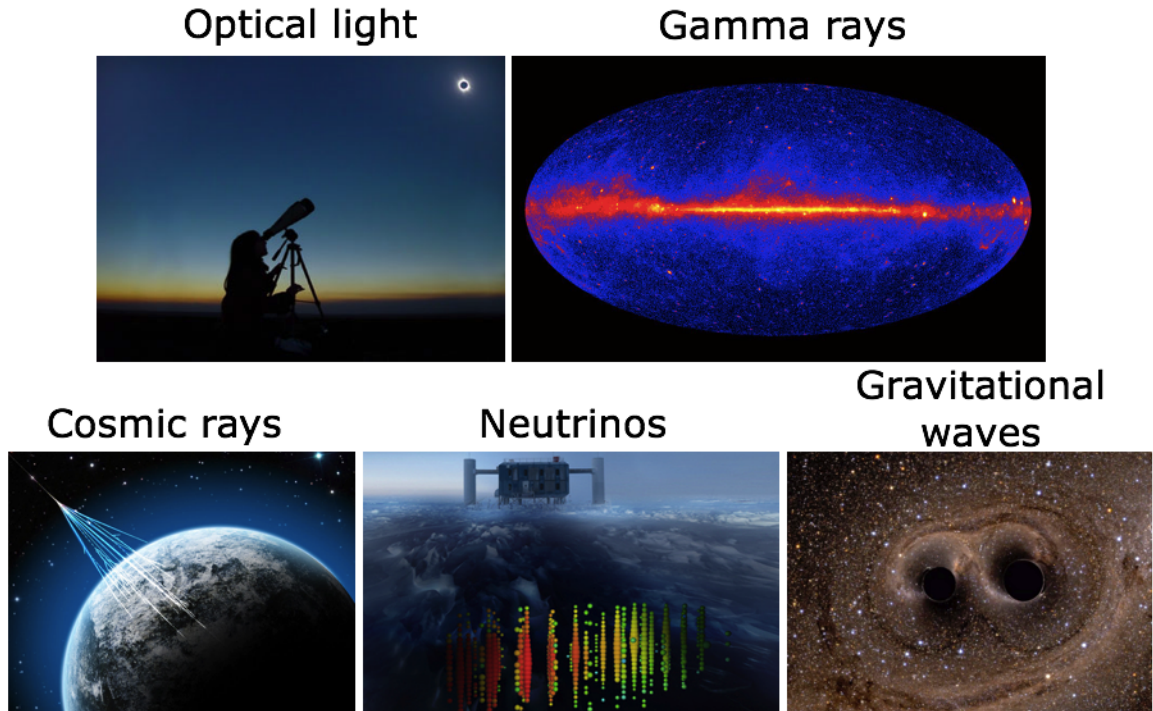 Optical light
Gamma rays
Cosmic rays
Neutrinos
Gravitational
waves